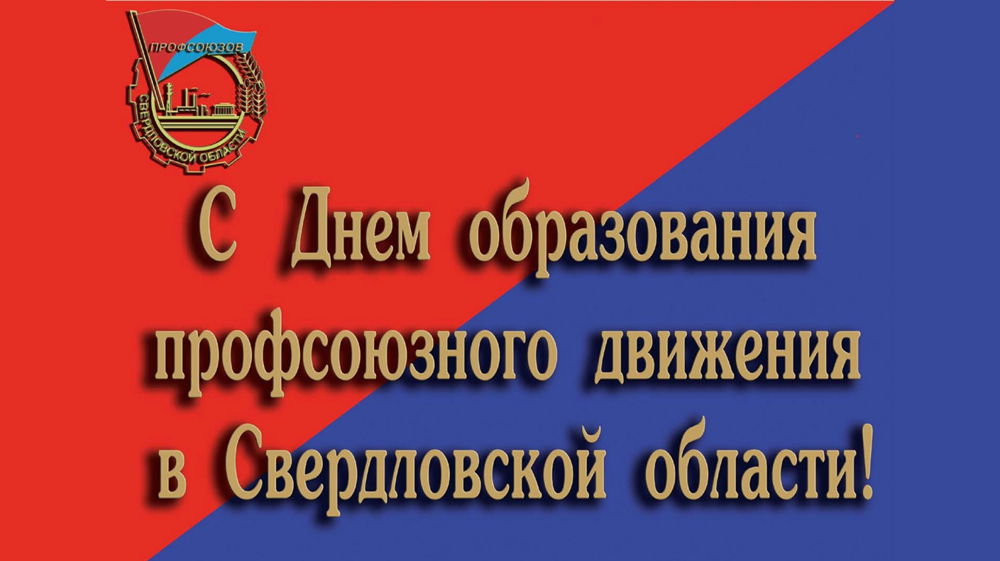 ПРОФСОЮЗОВ
СВЕРДЛОВСКОЙ ОБЛАСТИ
С Днем образования
профсоюзного движения
в Свердловской области!